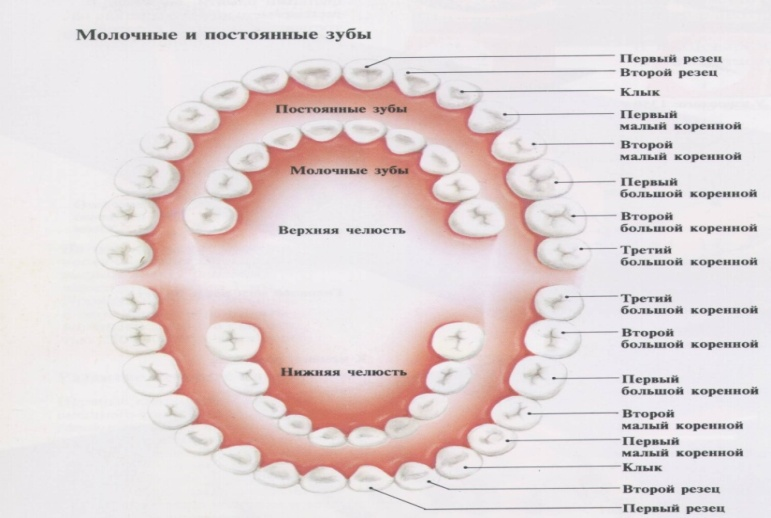 Молочные и постоянные зубы
Постоянные зубы
Молочные зубы
Верхняя челюсть
Нижняя челюсть
Первый резец
Второй резец
Клык
Первый
малый коренной
Второй
малый коренной
Первый
большой коренной
Второй
большой коренной
Третий
большой коренной
Третий
большой коренной
Второй
большой коренной
Первый
большой коренной
Второй
малый коренной
Первый
малый коренной
Клык
Второй резец
Первый резец